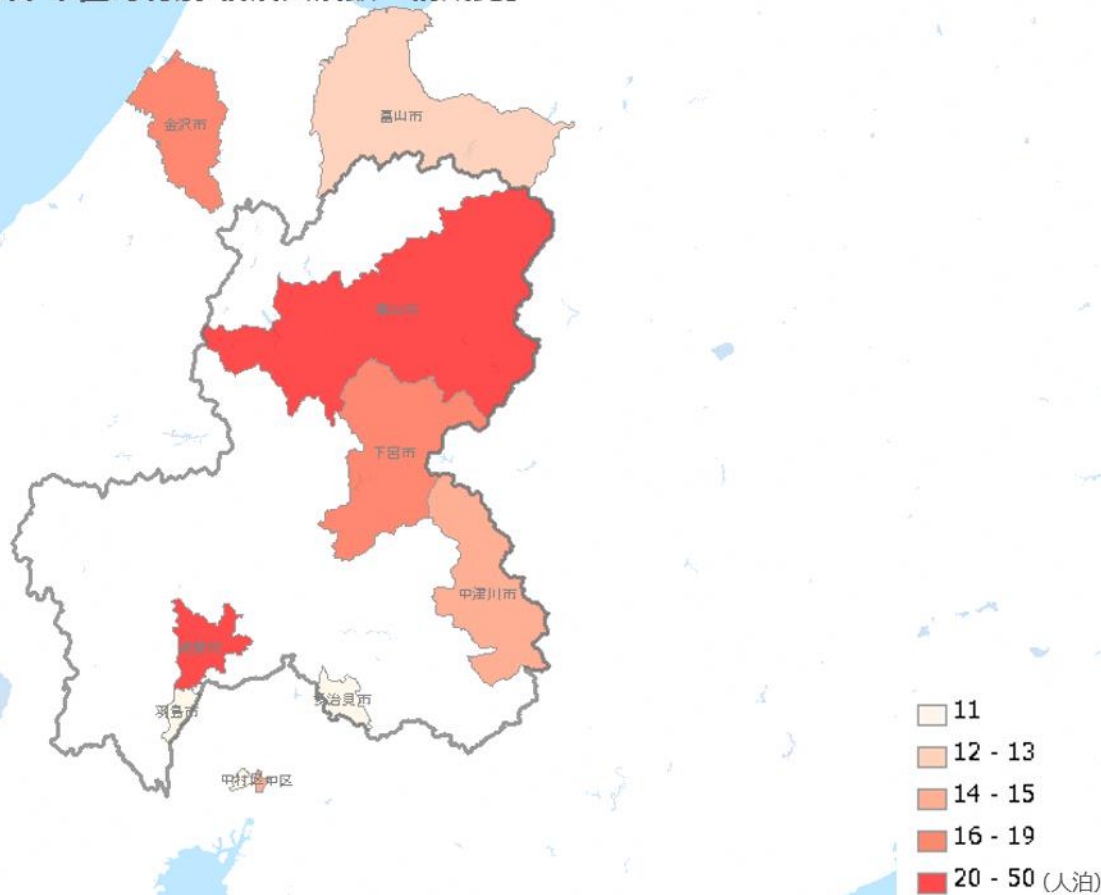 金沢市
富山市
高山市
下呂市
中津川市
岐阜市
羽島市
多治見市
中村区 中区
11
12 - 13
14 - 15
16 - 19
20 - 50 (人泊)